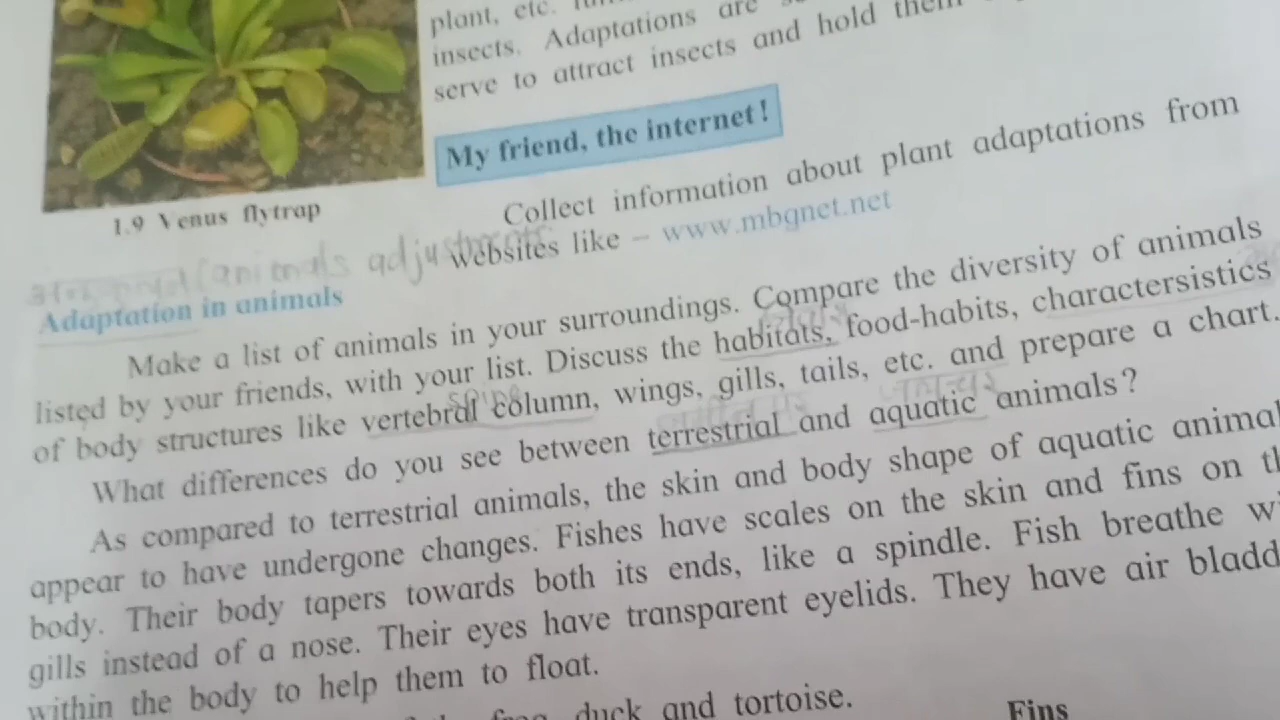 plant, etc.
insects. Adaptations are
serve to attract insects and hold them
My friend, the internet!
Collect information about plant adaptations from
websites like – www.mbgnet.net
1.9 Venus flytrap
animals adjustments
Adaptation in animals
Make a list of animals in your surroundings. Compare the diversity of animals
listed by your friends, with your list. Discuss the habitats, food-habits, charactersistics
of body structures like vertebral column, wings, gills, tails, etc. and prepare a chart.
spine
जलचर
What differences do you see between terrestrial and aquatic animals?
As compared to terrestrial animals, the skin and body shape of aquatic animal
appear to have undergone changes. Fishes have scales on the skin and fins on
body. Their body tapers towards both its ends, like a spindle. Fish breathe
gills instead of a nose. Their eyes have transparent eyelids. They have air bladd
within the body to help them to float.
duck and tortoise.
Fins